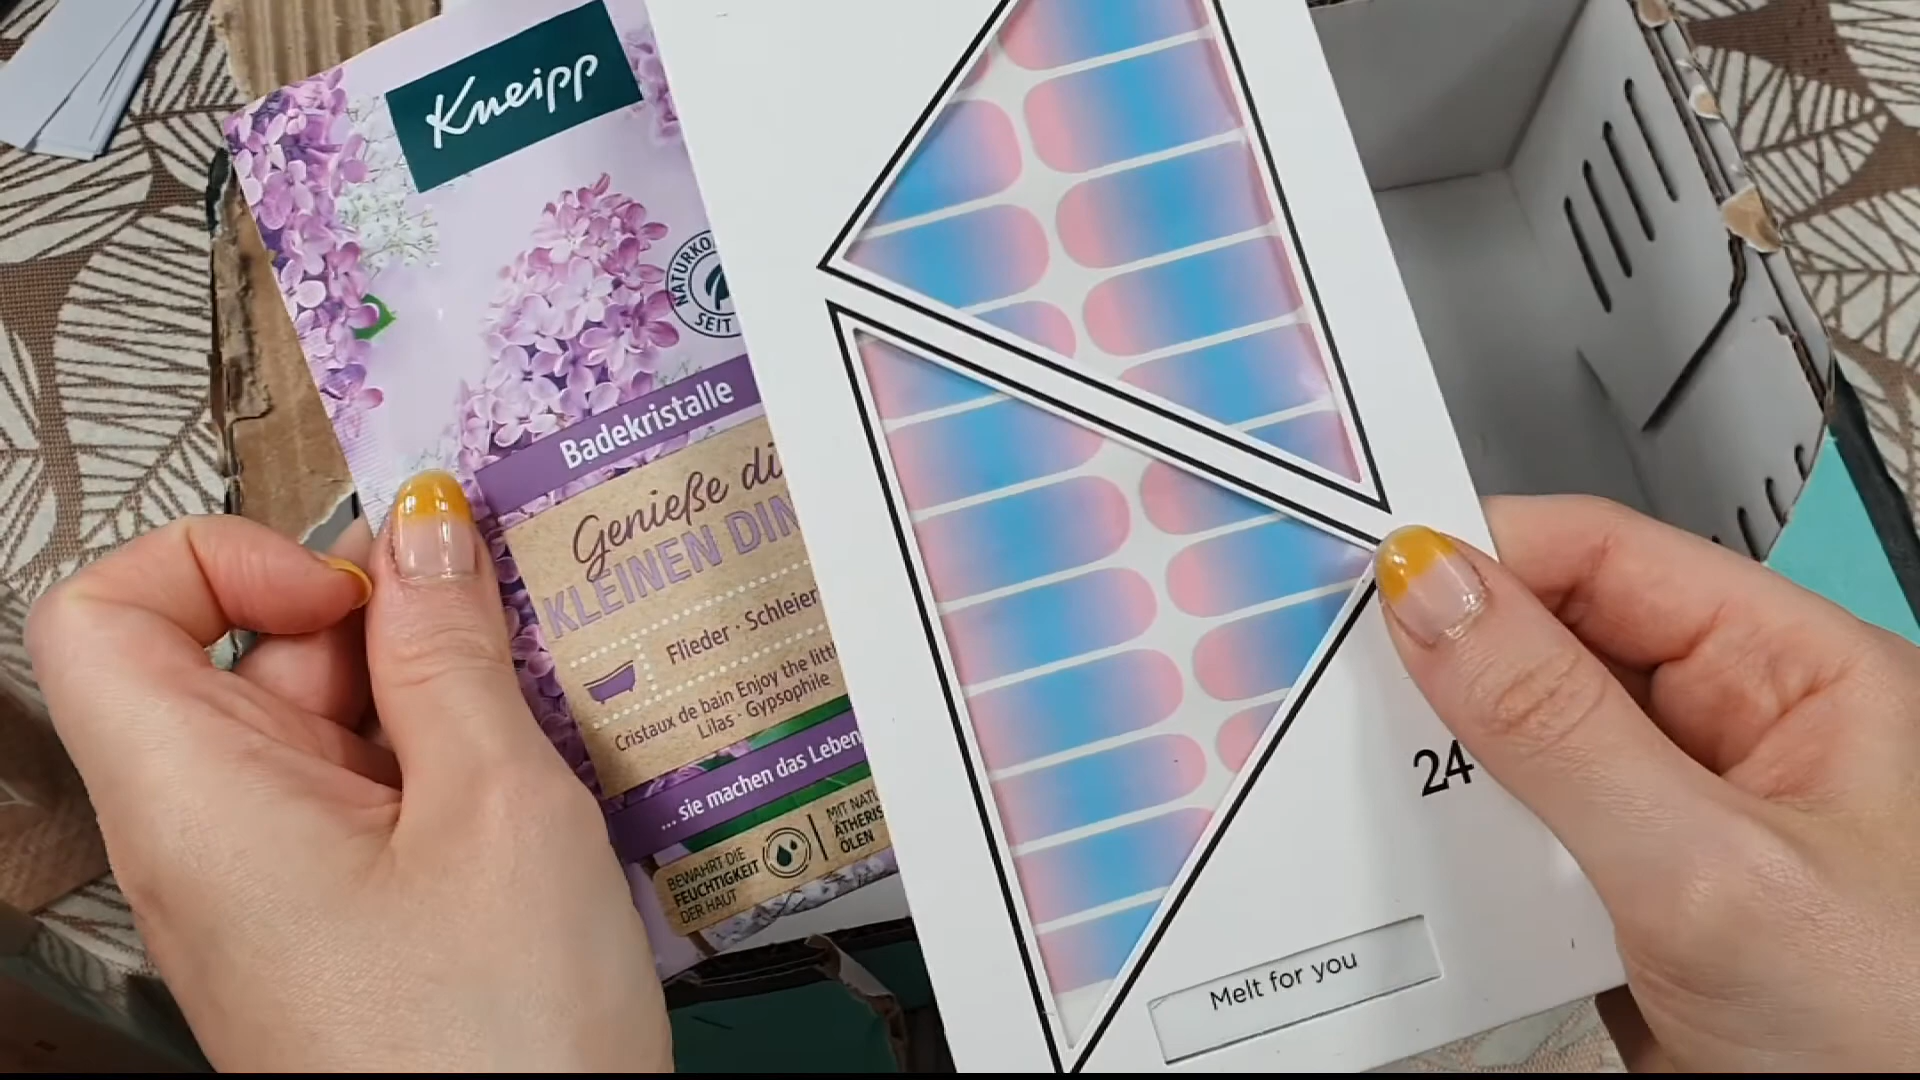 Kneipp
NATURKO
SEIT
Badekristalle
Genieße di
KLEINEN DIN
Flieder · Schleier
Cristaux de bain Enjoy the littl
Lilas · Gypsophile
... sie machen das Leben
BEWAHRT DIE
FEUCHTIGKEIT
DER HAUT
MIT NATU
ÄTHERIS
ÖLEN
24
Melt for you